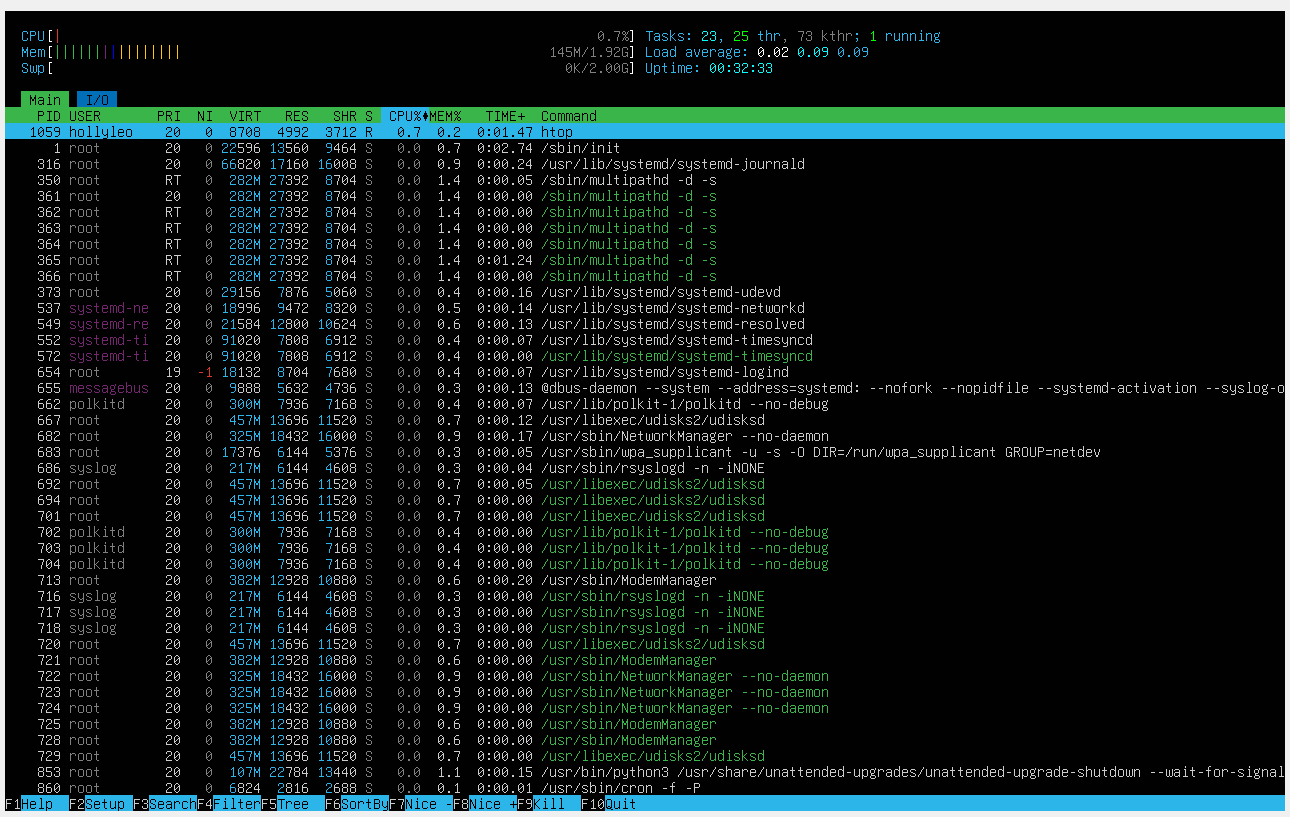 CPU[| 0.7%] Tasks: 23, 25 thr, 73 kthr; 1 running
Mem[|||||||||||||||| 145M/1.92G] Load average: 0.02 0.09 0.09
Swp[ 0K/2.00G] Uptime: 00:32:33
Main I/O
PID USER PRI NI VIRT RES SHR S CPU%♦MEM% TIME+ Command
1059 hollyleo 20 0 8708 4992 3712 R 0.7 0.2 0:01.47 htop
1 root 20 0 22596 13560 9464 S 0.0 0.7 0:02.74 /sbin/init
316 root 20 0 66820 17160 16008 S 0.0 0.9 0:00.24 /usr/lib/systemd/systemd-journald
350 root RT 0 282M 27392 8704 S 0.0 1.4 0:00.05 /sbin/multipathd -d -s
361 root 20 0 282M 27392 8704 S 0.0 1.4 0:00.00 /sbin/multipathd -d -s
362 root RT 0 282M 27392 8704 S 0.0 1.4 0:00.00 /sbin/multipathd -d -s
363 root RT 0 282M 27392 8704 S 0.0 1.4 0:00.00 /sbin/multipathd -d -s
364 root RT 0 282M 27392 8704 S 0.0 1.4 0:00.00 /sbin/multipathd -d -s
365 root RT 0 282M 27392 8704 S 0.0 1.4 0:01.24 /sbin/multipathd -d -s
366 root RT 0 282M 27392 8704 S 0.0 1.4 0:00.00 /sbin/multipathd -d -s
373 root 20 0 29156 7876 5060 S 0.0 0.4 0:00.16 /usr/lib/systemd/systemd-udevd
537 systemd-ne 20 0 18996 9472 8320 S 0.0 0.5 0:00.14 /usr/lib/systemd/systemd-networkd
549 systemd-re 20 0 21584 12800 10624 S 0.0 0.6 0:00.13 /usr/lib/systemd/systemd-resolved
552 systemd-ti 20 0 91020 7808 6912 S 0.0 0.4 0:00.07 /usr/lib/systemd/systemd-timesyncd
572 systemd-ti 20 0 91020 7808 6912 S 0.0 0.4 0:00.00 /usr/lib/systemd/systemd-timesyncd
654 root 19 -1 18132 8704 7680 S 0.0 0.4 0:00.07 /usr/lib/systemd/systemd-logind
655 messagebus 20 0 9888 5632 4736 S 0.0 0.3 0:00.13 @dbus-daemon --system --address=systemd: --nofork --nopidfile --systemd-activation --syslog-o
662 polkitd 20 0 300M 7936 7168 S 0.0 0.4 0:00.07 /usr/lib/polkit-1/polkitd --no-debug
667 root 20 0 457M 13696 11520 S 0.0 0.7 0:00.12 /usr/libexec/udisks2/udisksd
682 root 20 0 325M 18432 16000 S 0.0 0.9 0:00.17 /usr/sbin/NetworkManager --no-daemon
683 root 20 0 17376 6144 5376 S 0.0 0.3 0:00.05 /usr/sbin/wpa_supplicant -u -s -O DIR=/run/wpa_supplicant GROUP=netdev
686 syslog 20 0 217M 6144 4608 S 0.0 0.3 0:00.04 /usr/sbin/rsyslogd -n -iNONE
692 root 20 0 457M 13696 11520 S 0.0 0.7 0:00.05 /usr/libexec/udisks2/udisksd
694 root 20 0 457M 13696 11520 S 0.0 0.7 0:00.00 /usr/libexec/udisks2/udisksd
701 root 20 0 457M 13696 11520 S 0.0 0.7 0:00.00 /usr/libexec/udisks2/udisksd
702 polkitd 20 0 300M 7936 7168 S 0.0 0.4 0:00.00 /usr/lib/polkit-1/polkitd --no-debug
703 polkitd 20 0 300M 7936 7168 S 0.0 0.4 0:00.00 /usr/lib/polkit-1/polkitd --no-debug
704 polkitd 20 0 300M 7936 7168 S 0.0 0.4 0:00.00 /usr/lib/polkit-1/polkitd --no-debug
713 root 20 0 382M 12928 10880 S 0.0 0.6 0:00.20 /usr/sbin/ModemManager
716 syslog 20 0 217M 6144 4608 S 0.0 0.3 0:00.00 /usr/sbin/rsyslogd -n -iNONE
717 syslog 20 0 217M 6144 4608 S 0.0 0.3 0:00.00 /usr/sbin/rsyslogd -n -iNONE
718 syslog 20 0 217M 6144 4608 S 0.0 0.3 0:00.00 /usr/sbin/rsyslogd -n -iNONE
720 root 20 0 457M 13696 11520 S 0.0 0.7 0:00.00 /usr/libexec/udisks2/udisksd
721 root 20 0 382M 12928 10880 S 0.0 0.6 0:00.00 /usr/sbin/ModemManager
722 root 20 0 325M 18432 16000 S 0.0 0.9 0:00.00 /usr/sbin/NetworkManager --no-daemon
723 root 20 0 325M 18432 16000 S 0.0 0.9 0:00.00 /usr/sbin/NetworkManager --no-daemon
724 root 20 0 325M 18432 16000 S 0.0 0.9 0:00.00 /usr/sbin/NetworkManager --no-daemon
725 root 20 0 382M 12928 10880 S 0.0 0.6 0:00.00 /usr/sbin/ModemManager
728 root 20 0 382M 12928 10880 S 0.0 0.6 0:00.00 /usr/sbin/ModemManager
729 root 20 0 457M 13696 11520 S 0.0 0.7 0:00.00 /usr/libexec/udisks2/udisksd
853 root 20 0 107M 22784 13440 S 0.0 1.1 0:00.15 /usr/bin/python3 /usr/share/unattended-upgrades/unattended-upgrade-shutdown --wait-for-signal
860 root 20 0 6824 2816 2688 S 0.0 0.1 0:00.01 /usr/sbin/cron -f -P
F1Help F2Setup F3SearchF4FilterF5Tree F6SortByF7Nice -F8Nice +F9Kill F10Quit